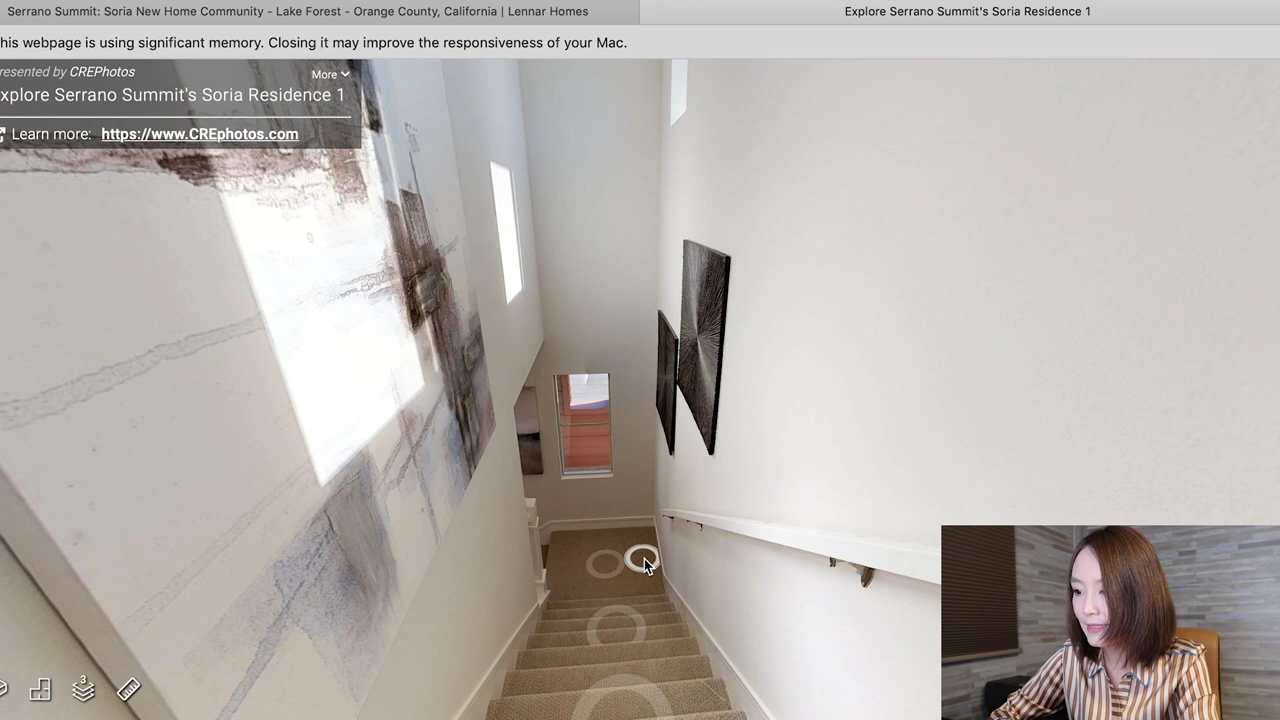 Serrano Summit: Soria New Home Community - Lake Forest - Orange County, California | Lennar Homes
Explore Serrano Summit's Soria Residence 1
his webpage is using significant memory. Closing it may improve the responsiveness of your Mac.
resented by CREPhotos
More
xplore Serrano Summit's Soria Residence 1
Learn more: https://www.CREphotos.com
3